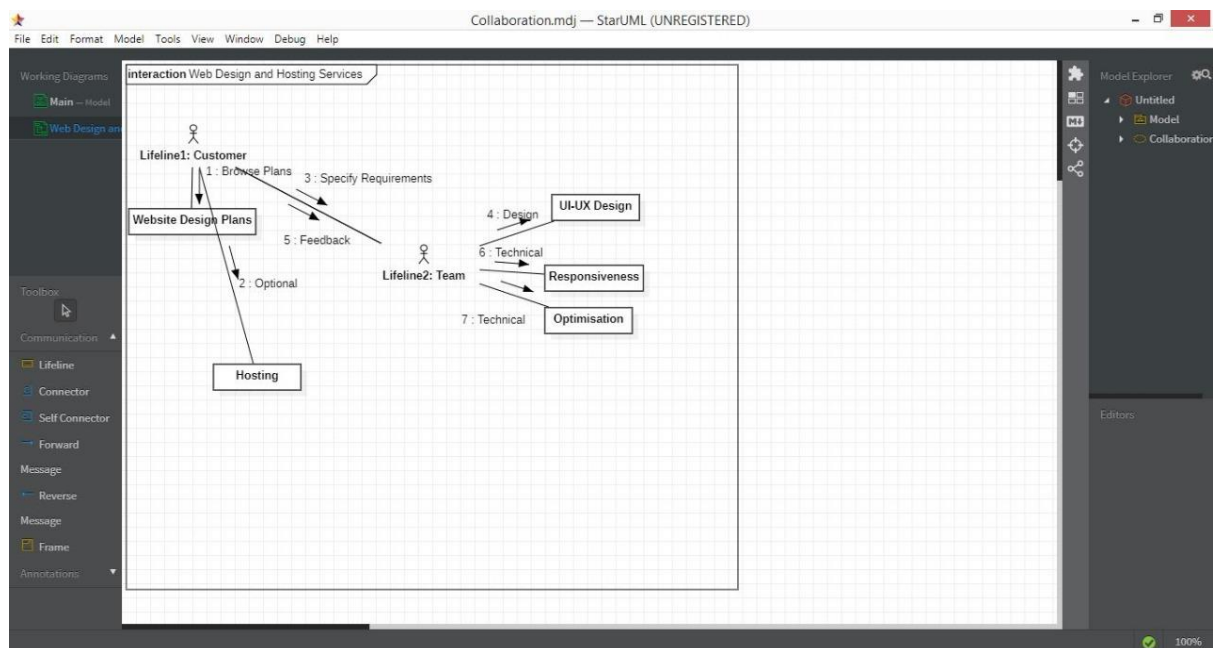 Collaboration.mdj — StarUML (UNREGISTERED)
File Edit Format Model Tools View Window Debug Help
Working Diagrams
Main — Model
Web Design an
interaction Web Design and Hosting Services
Lifeline1: Customer
1 : Browse Plans
3 : Specify Requirements
Website Design Plans
5 : Feedback
2 : Optional
Hosting
Lifeline2: Team
4 : Design
UI-UX Design
6 : Technical
Responsiveness
7 : Technical
Optimisation
Toolbox
Communication
Lifeline
Connector
Self Connector
Forward
Message
Reverse
Message
Frame
Annotations
M
Model Explorer
Untitled
Model
Collaboration
Editors
100%